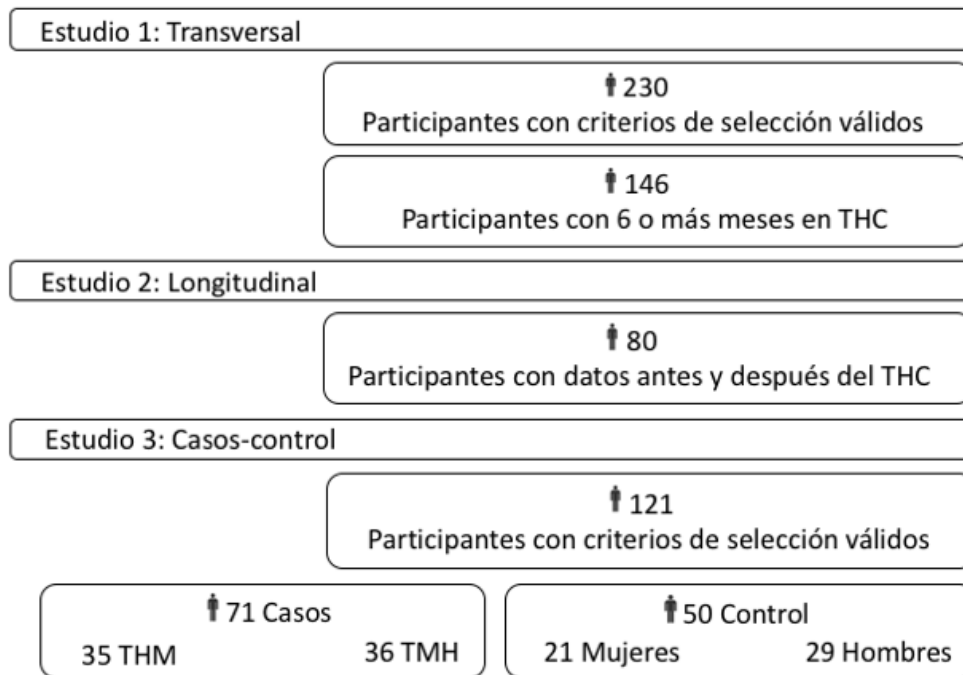 Estudio 1: Transversal
230
Participantes con criterios de selección válidos
146
Participantes con 6 o más meses en THC
Estudio 2: Longitudinal
80
Participantes con datos antes y después del THC
Estudio 3: Casos-control
121
Participantes con criterios de selección válidos
71 Casos
35 THM 36 TMH
50 Control
21 Mujeres 29 Hombres